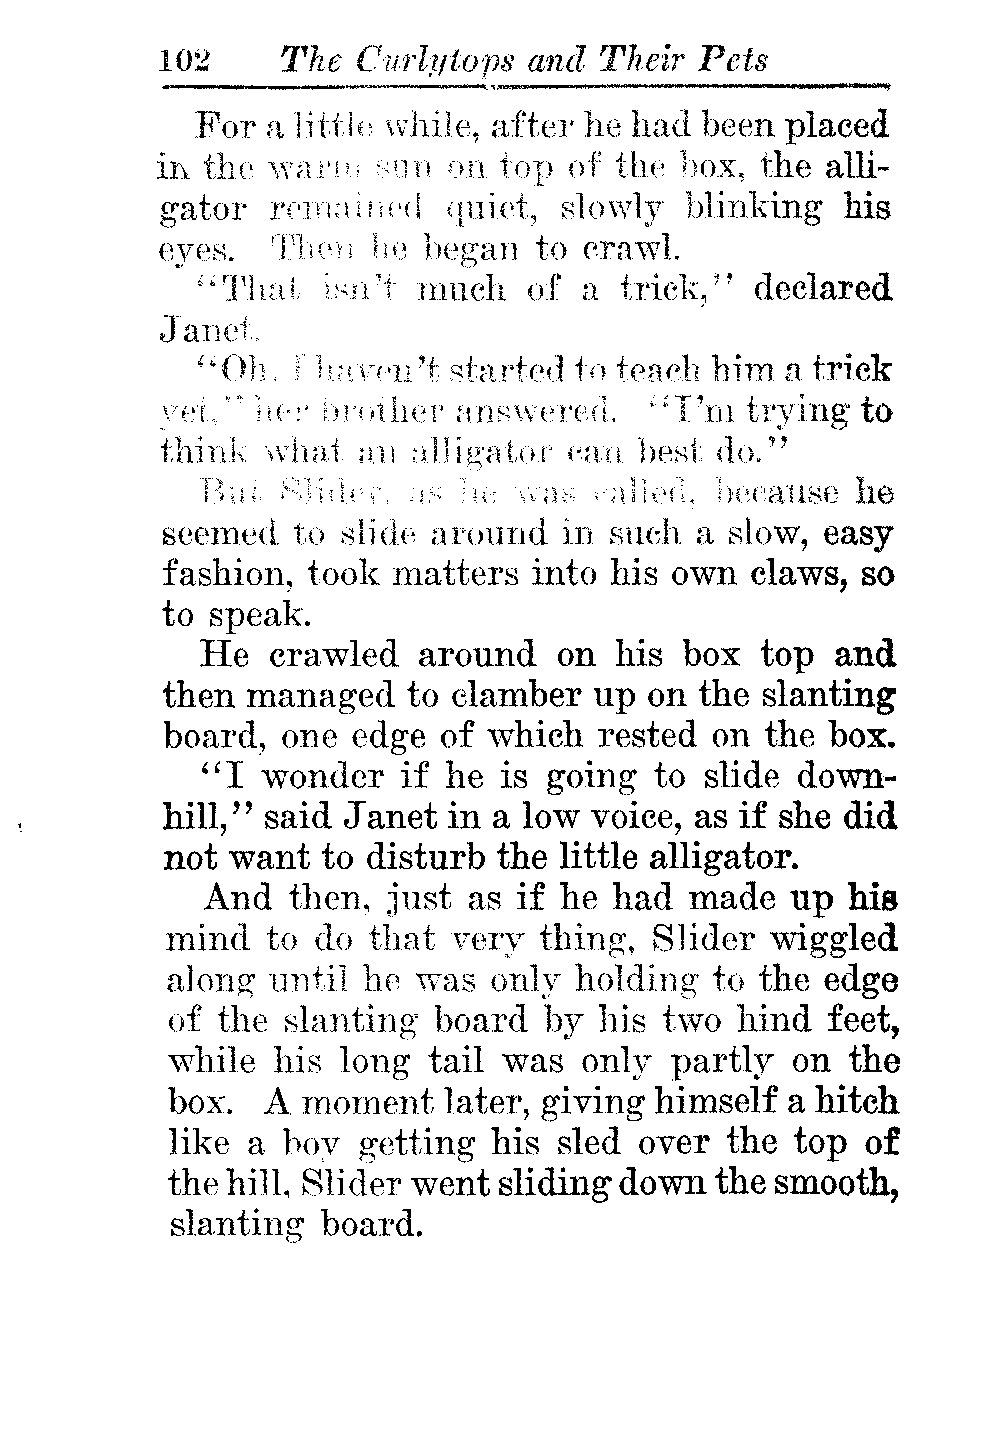 102 The Curlytops and Their Pets
For a little while, after he had been placed
in the warm sun on top of the box, the alli-
gator remained quiet, slowly blinking his
eyes. Then he began to crawl.
“That isn’t much of a trick,” declared
Janet.
“Oh, I haven’t started to teach him a trick
yet,” her brother answered. “I’m trying to
think what an alligator can best do.”
But Slider, as he was called, because he
seemed to slide around in such a slow, easy
fashion, took matters into his own claws, so
to speak.
He crawled around on his box top and
then managed to clamber up on the slanting
board, one edge of which rested on the box.
“I wonder if he is going to slide down-
hill,” said Janet in a low voice, as if she did
not want to disturb the little alligator.
And then, just as if he had made up his
mind to do that very thing, Slider wiggled
along until he was only holding to the edge
of the slanting board by his two hind feet,
while his long tail was only partly on the
box. A moment later, giving himself a hitch
like a boy getting his sled over the top of
the hill, Slider went sliding down the smooth,
slanting board.